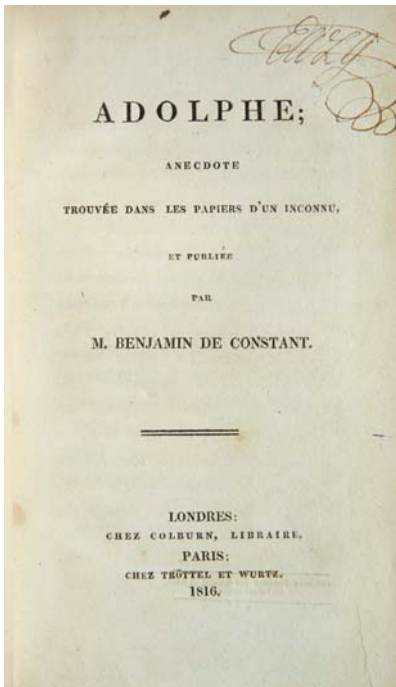 ADOLPHE;
ANECDOTE
TROUVÉE DANS LES PAPIERS D'UN INCONNU,
ET PUBLIÉE
PAR
M. BENJAMIN DE CONSTANT.
LONDRES:
CHEZ COLBURN, LIBRAIRE,
PARIS:
CHEZ TRÖTTEL ET WURTZ.
1816.